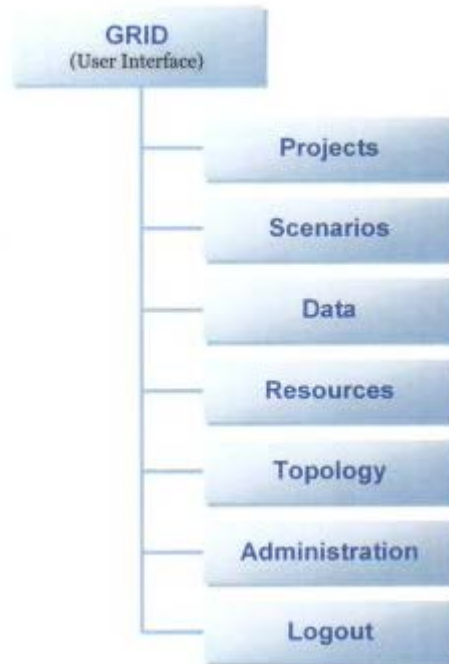 GRID
(User Interface)
Projects
Scenarios
Data
Resources
Topology
Administration
Logout